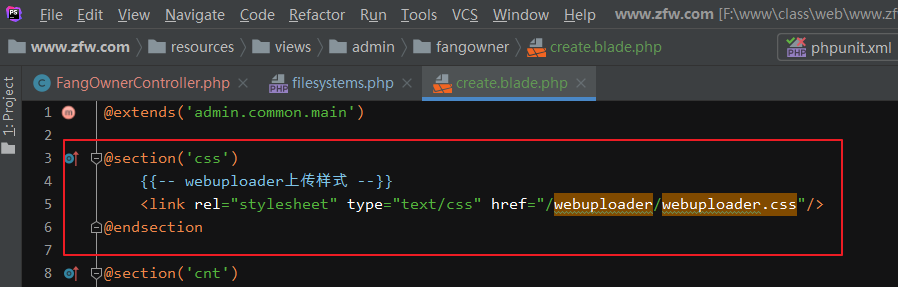 PS File Edit View Navigate Code Refactor Run Tools VCS Window Help www.zfw.com [F:\www\class\web\www.zf
www.zfw.com resources views admin fangowner create.blade.php phpunit.xml
FangOwnerController.php filesystems.php create.blade.php
1: Project
1 @extends('admin.common.main')
2
3 @section('css')
4 {{-- webuploader上传样式 --}}
5 <link rel="stylesheet" type="text/css" href="/webuploader/webuploader.css"/>
6 @endsection
7
8 @section('cnt')